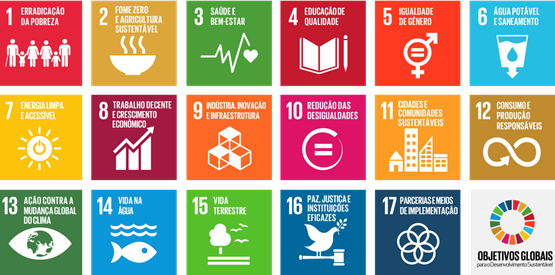 1 ERRADICAÇÃO
DA POBREZA
2 FOME ZERO
E AGRICULTURA
SUSTENTÁVEL
3 SAÚDE E
BEM-ESTAR
4 EDUCAÇÃO DE
QUALIDADE
5 IGUALDADE
DE GÊNERO
6 ÁGUA POTÁVEL
E SANEAMENTO
7 ENERGIA LIMPA
E ACESSÍVEL
8 TRABALHO DECENTE
E CRESCIMENTO
ECONÔMICO
9 INDÚSTRIA, INOVAÇÃO
E INFRAESTRUTURA
10 REDUÇÃO DAS
DESIGUALDADES
11 CIDADES E
COMUNIDADES
SUSTENTÁVEIS
12 CONSUMO E
PRODUÇÃO
RESPONSÁVEIS
13 AÇÃO CONTRA A
MUDANÇA GLOBAL
DO CLIMA
14 VIDA NA
ÁGUA
15 VIDA
TERRESTRE
16 PAZ, JUSTIÇA E
INSTITUIÇÕES
EFICAZES
17 PARCERIAS E MEIOS
DE IMPLEMENTAÇÃO
OBJETIVOS GLOBAIS
para o Desenvolvimento Sustentável